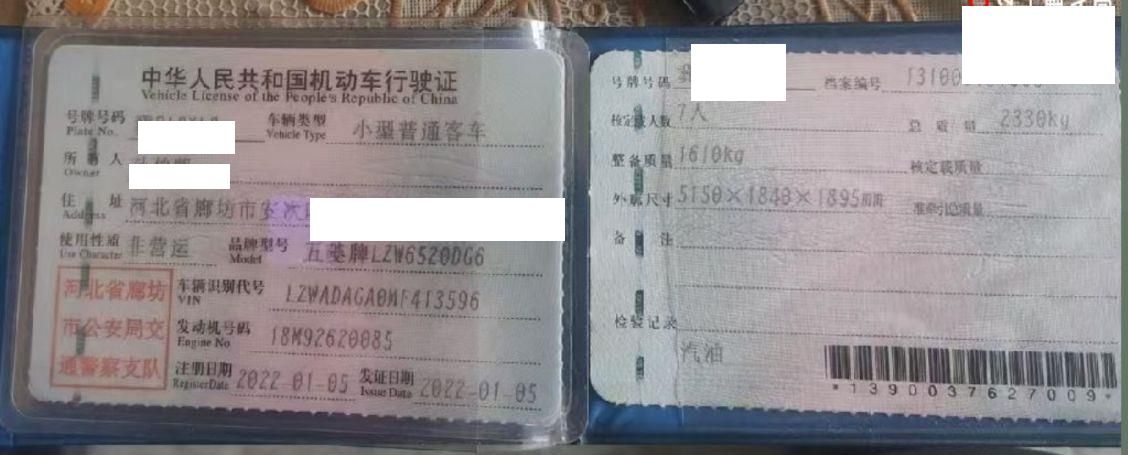 中华人民共和国机动车行驶证
Vehicle License of the People's Republic of China
号牌号码
Plate No.
车辆类型 小型普通客车
Vehicle Type
所有人
Owner
住址 河北省廊坊市安次
Address
使用性质 非营运
Use Character
品牌型号 五菱牌LZW6520DG6
Model
河北省廊坊
市公安局交
通警察支队
车辆识别代号 LZWADAGA0MF413596
VIN
发动机号码 18M92620085
Engine No.
注册日期 2022-01-05
Register Date
发证日期 2022-01-05
Issue Date
号牌号码
档案编号 13100
核定载人数 7人
总质量 2330kg
整备质量 1610kg
核定载质量
外廓尺寸 5150×1840×1895mm
准牵引总质量
备注
检验记录
汽油
*1390037627009*